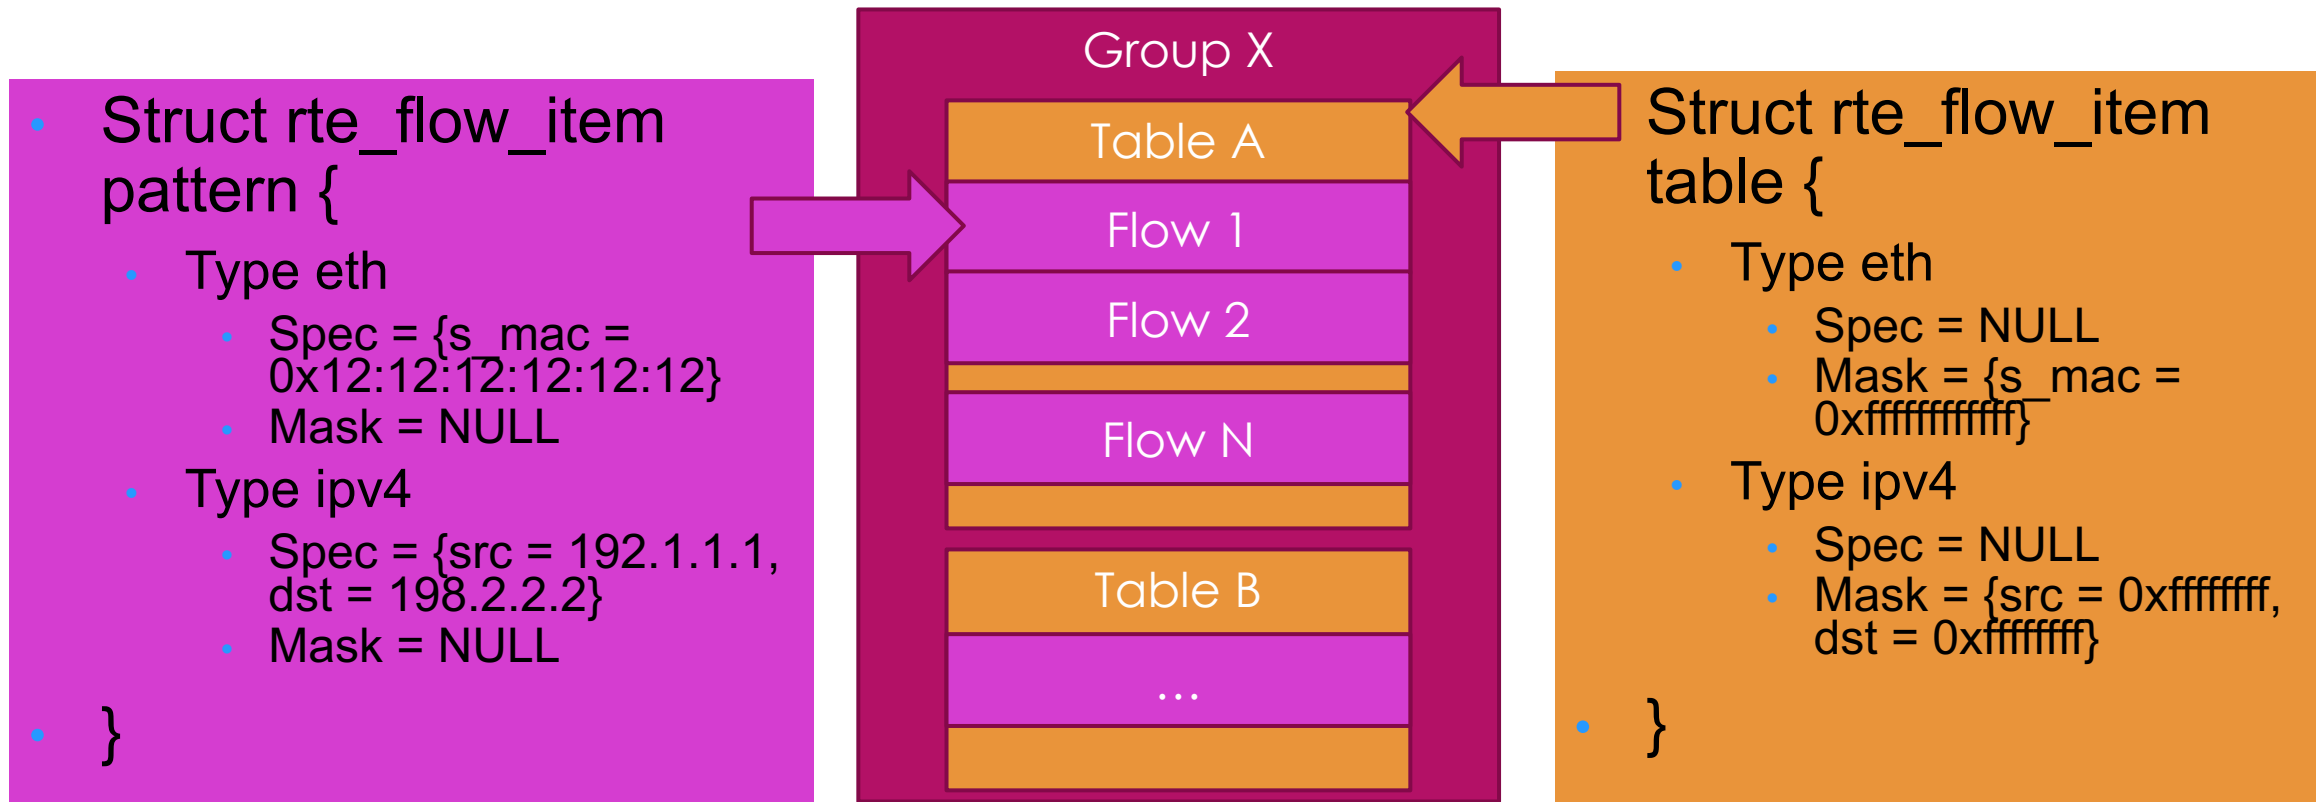 Struct rte_flow_item
pattern {
Type eth
Spec = {s_mac =
0x12:12:12:12:12:12}
Mask = NULL
Type ipv4
Spec = {src = 192.1.1.1,
dst = 198.2.2.2}
Mask = NULL
}
Group X
Table A
Flow 1
Flow 2
Flow N
Table B
...
Struct rte_flow_item
table {
Type eth
Spec = NULL
Mask = {s_mac =
0xffffffffffff}
Type ipv4
Spec = NULL
Mask = {src = 0xffffffff,
dst = 0xffffffff}
}